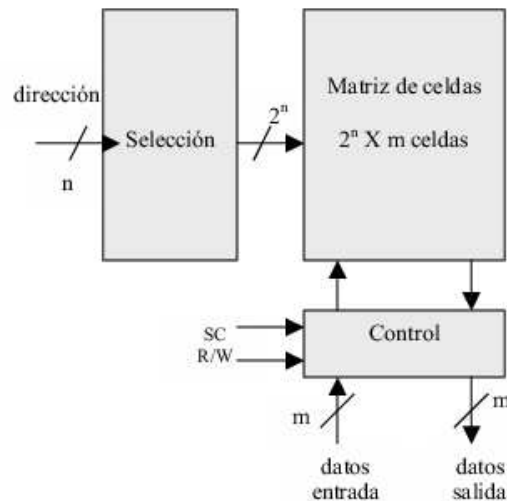 dirección
n
Selección
2ⁿ
Matriz de celdas
2ⁿ X m celdas
SC
R/W
Control
m
m
datos
entrada
datos
salida